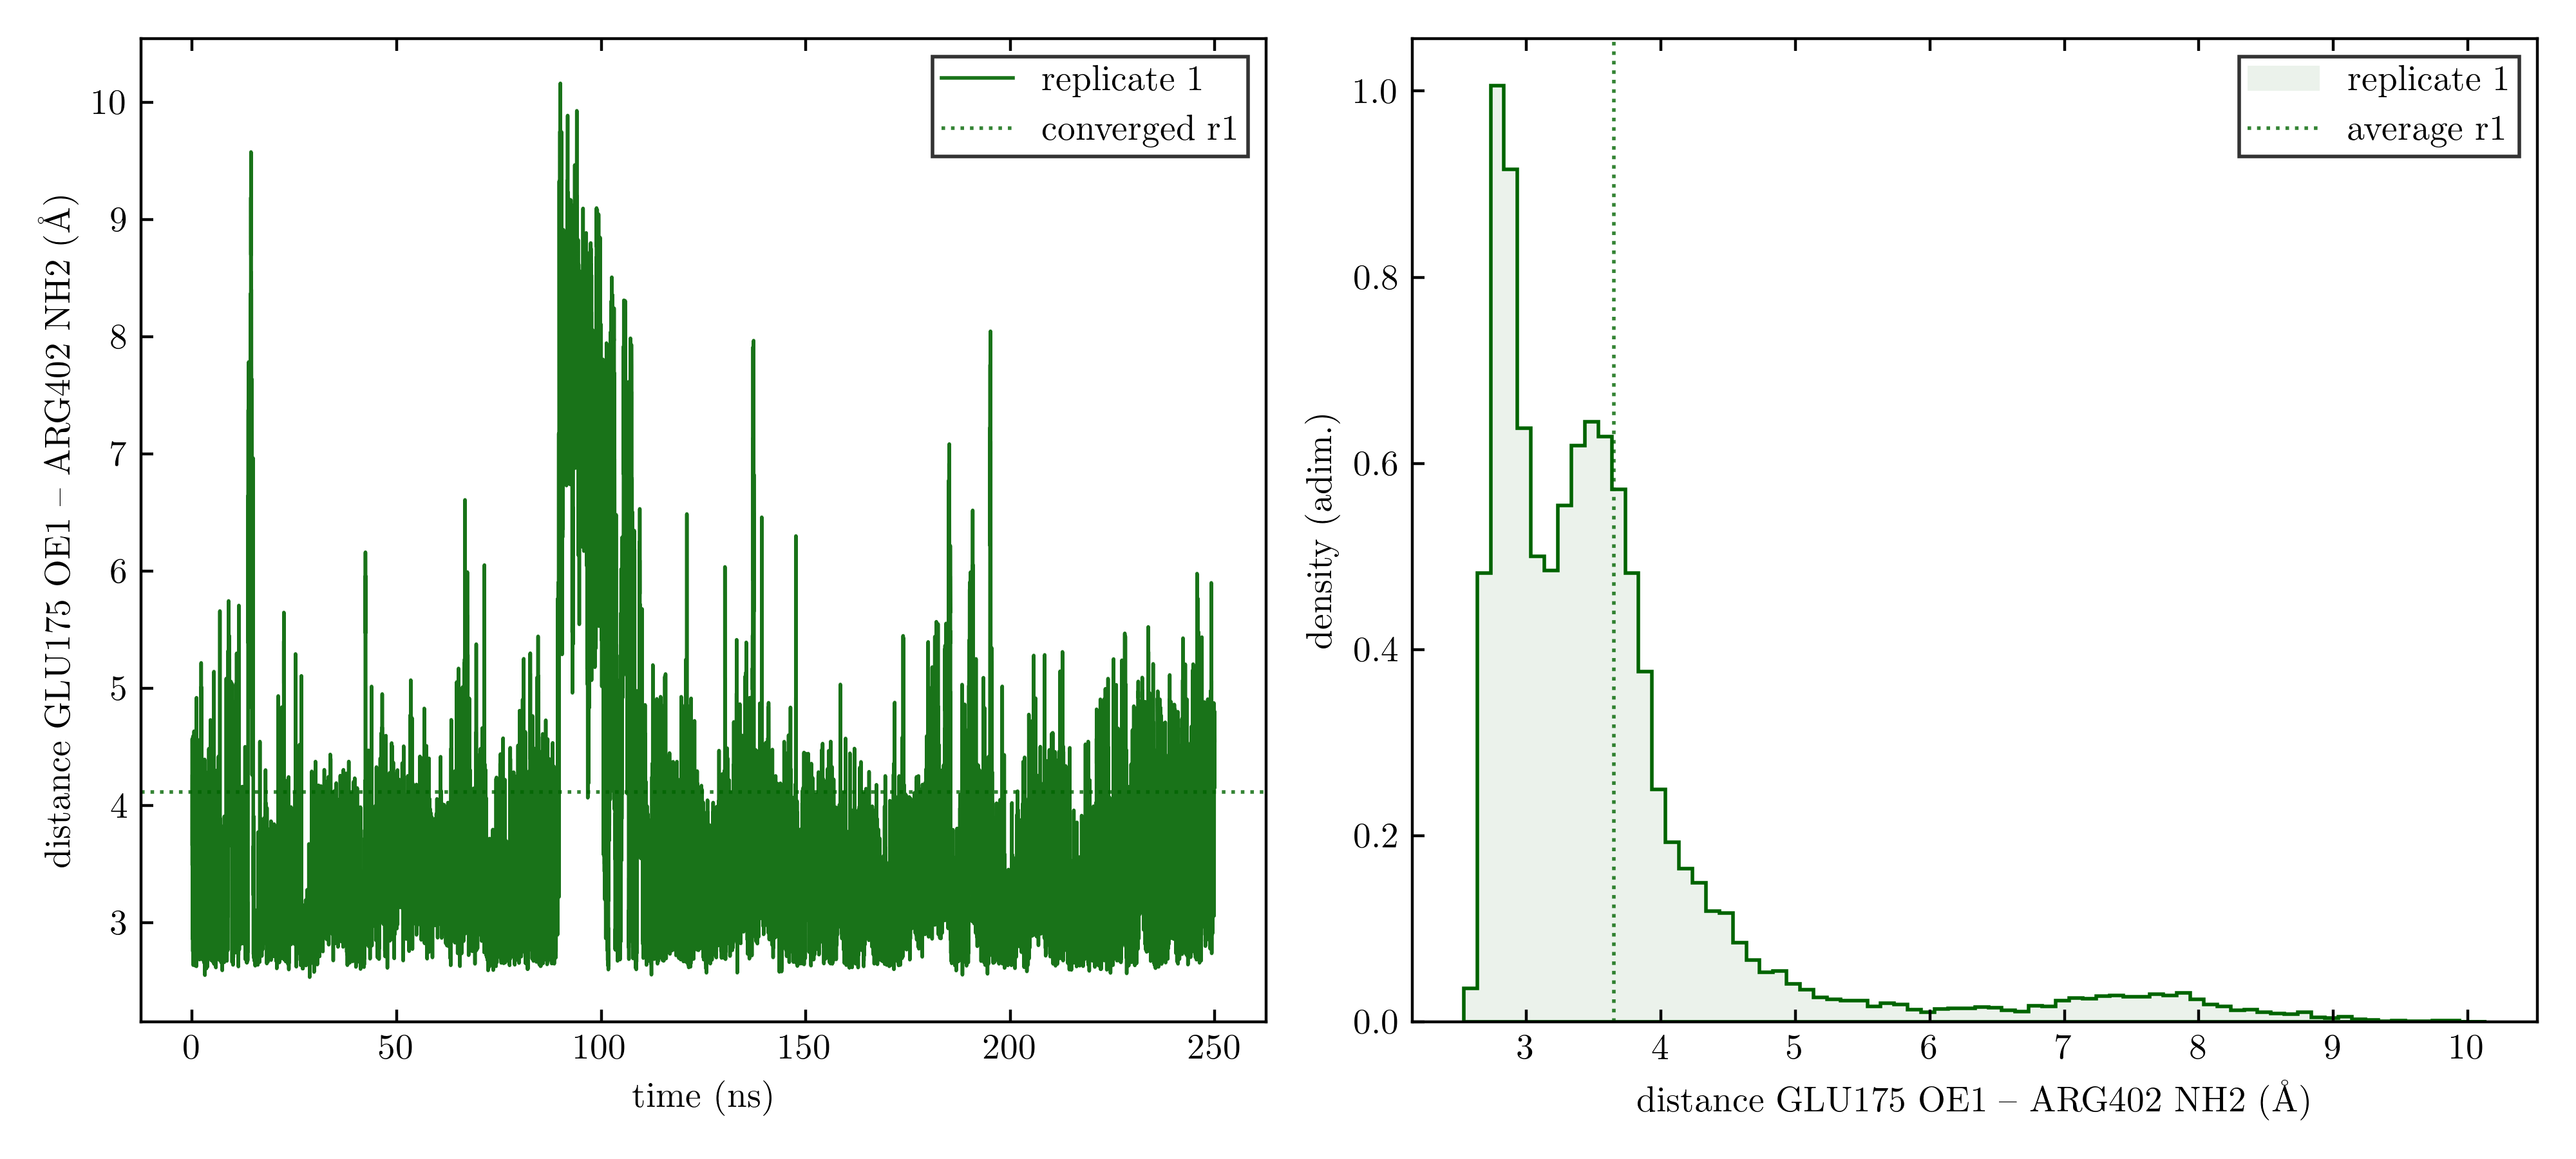 distance GLU175 OE1 – ARG402 NH2 (Å)
10
9
8
7
6
5
4
3
0 50 100 150 200 250
time (ns)
replicate 1
converged r1
density (adim.)
1.0
0.8
0.6
0.4
0.2
0.0
3 4 5 6 7 8 9 10
distance GLU175 OE1 – ARG402 NH2 (Å)
replicate 1
average r1